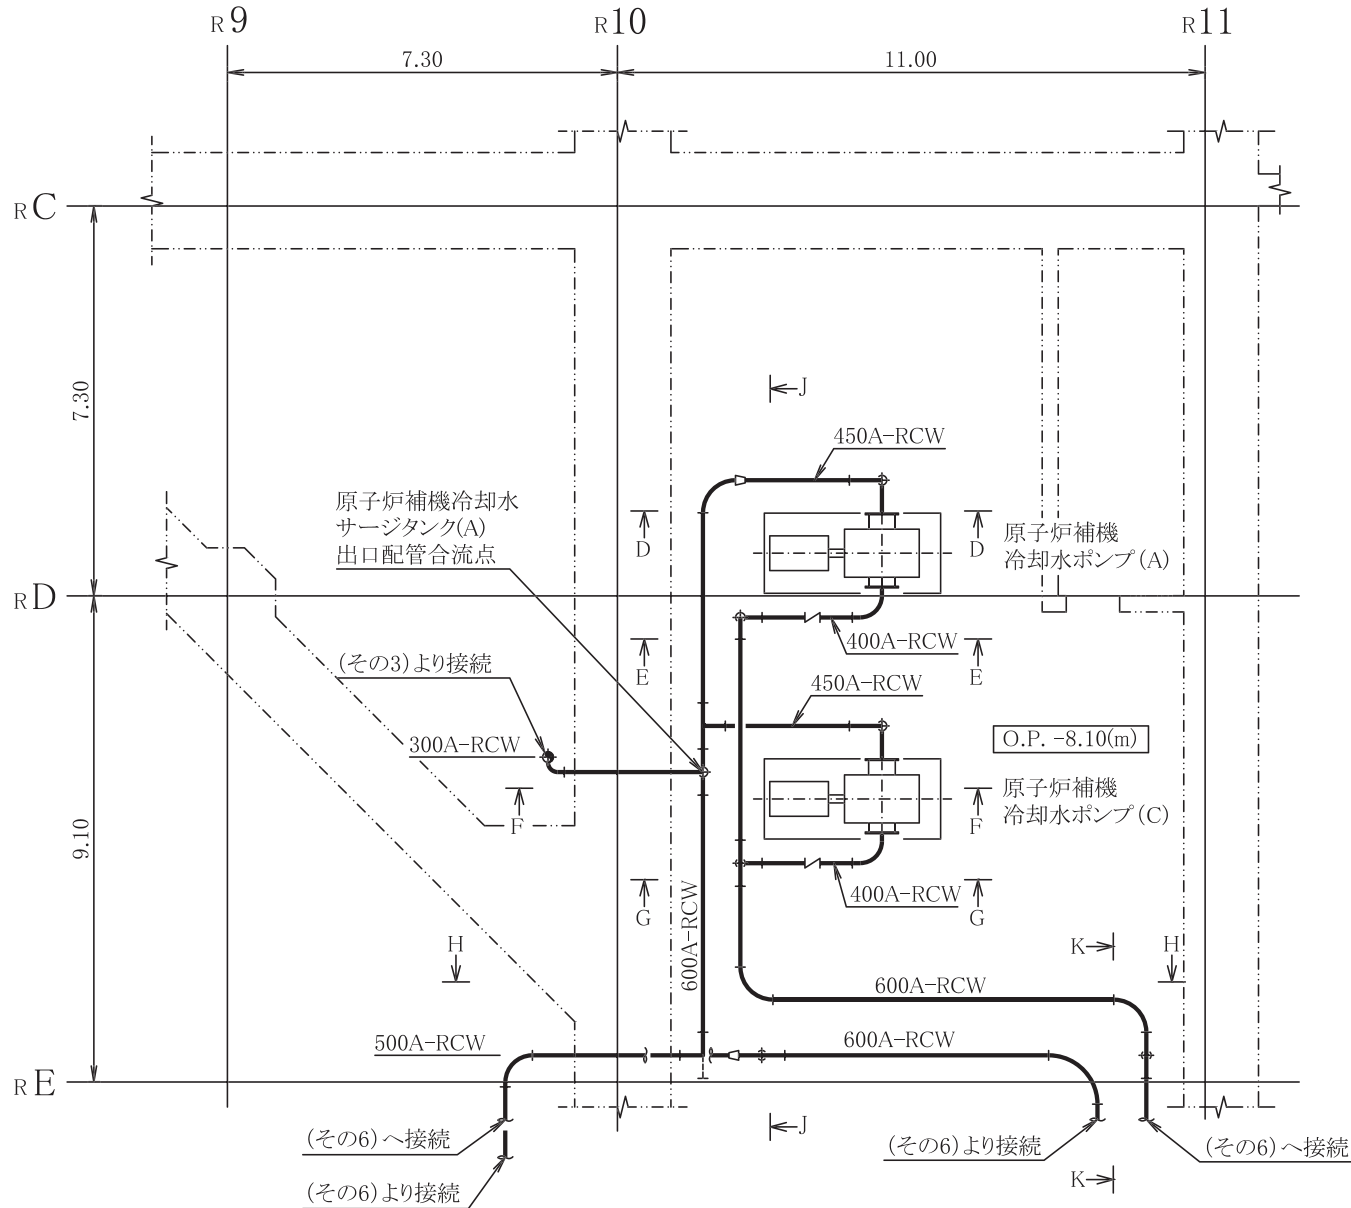 R9
R10
R11
7.30
11.00
RC
7.30
J
450A-RCW
原子炉補機冷却水
サージタンク(A)
出口配管合流点
D
D
原子炉補機
冷却水ポンプ(A)
RD
400A-RCW
(その3)より接続
E
E
450A-RCW
300A-RCW
O.P. -8.10(m)
原子炉補機
冷却水ポンプ(C)
F
F
9.10
400A-RCW
G
G
600A-RCW
H
K
H
600A-RCW
500A-RCW
600A-RCW
RE
J
(その6)へ接続
(その6)より接続
(その6)へ接続
K
(その6)より接続